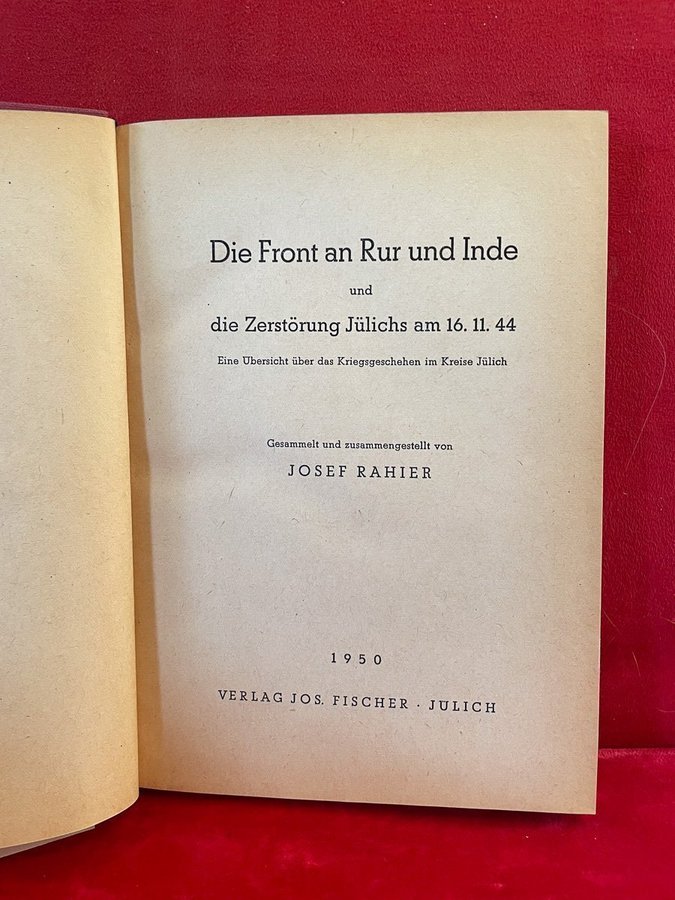 Die Front an Rur und Inde
und
die Zerstörung Jülichs am 16. 11. 44
Eine Übersicht über das Kriegsgeschehen im Kreise Jülich
Gesammelt und zusammengestellt von
JOSEF RAHIER
1950
VERLAG JOS. FISCHER · JÜLICH